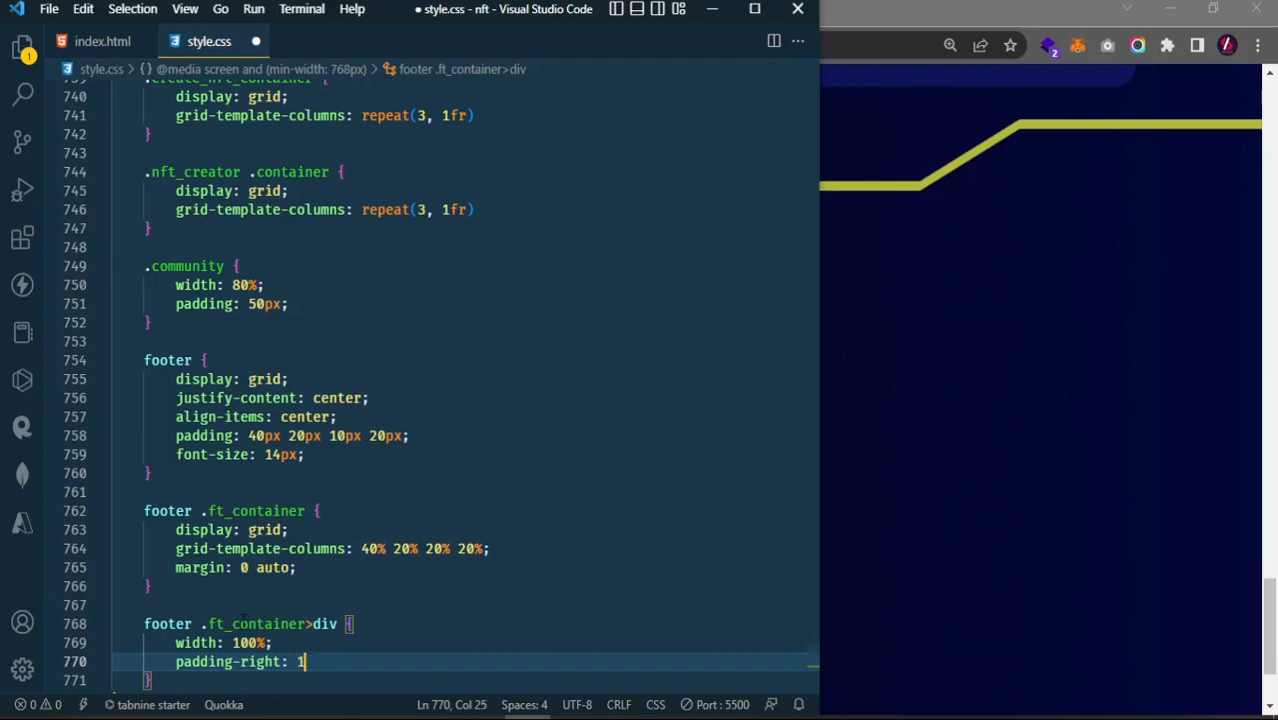 File Edit Selection View Go Run Terminal Help ● style.css - nft - Visual Studio Code
index.html style.css
style.css > {} @media screen and (min-width: 768px) > footer .ft_container>div
739 .create_nft_container {
740 display: grid;
741 grid-template-columns: repeat(3, 1fr)
742 }
743
744 .nft_creator .container {
745 display: grid;
746 grid-template-columns: repeat(3, 1fr)
747 }
748
749 .community {
750 width: 80%;
751 padding: 50px;
752 }
753
754 footer {
755 display: grid;
756 justify-content: center;
757 align-items: center;
758 padding: 40px 20px 10px 20px;
759 font-size: 14px;
760 }
761
762 footer .ft_container {
763 display: grid;
764 grid-template-columns: 40% 20% 20% 20%;
765 margin: 0 auto;
766 }
767
768 footer .ft_container>div {
769 width: 100%;
770 padding-right: 1
771 }
1
0 0 tabnine starter Quokka Ln 770, Col 25 Spaces: 4 UTF-8 CRLF CSS Port : 5500